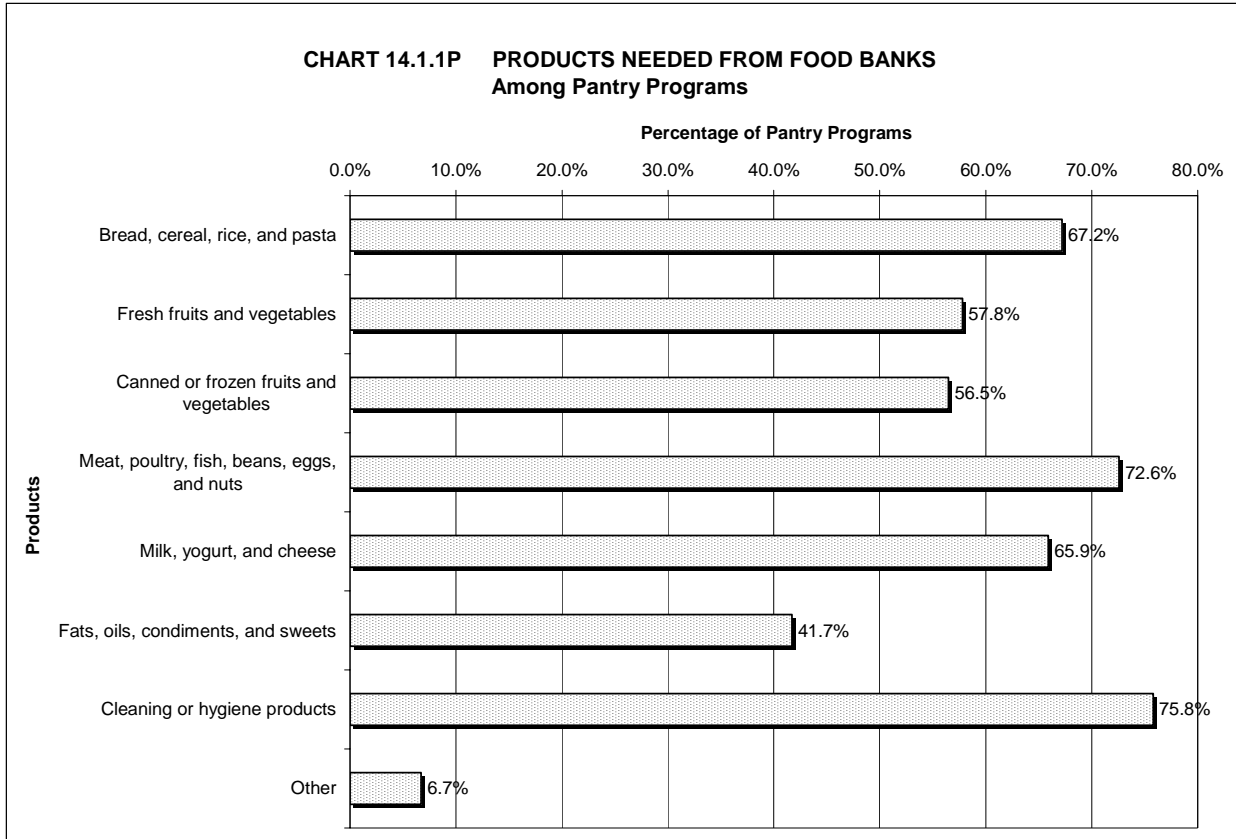 CHART 14.1.1P PRODUCTS NEEDED FROM FOOD BANKS
Among Pantry Programs
Percentage of Pantry Programs
0.0% 10.0% 20.0% 30.0% 40.0% 50.0% 60.0% 70.0% 80.0%
Products
Bread, cereal, rice, and pasta 67.2%
Fresh fruits and vegetables 57.8%
Canned or frozen fruits and
vegetables 56.5%
Meat, poultry, fish, beans, eggs,
and nuts 72.6%
Milk, yogurt, and cheese 65.9%
Fats, oils, condiments, and sweets 41.7%
Cleaning or hygiene products 75.8%
Other 6.7%